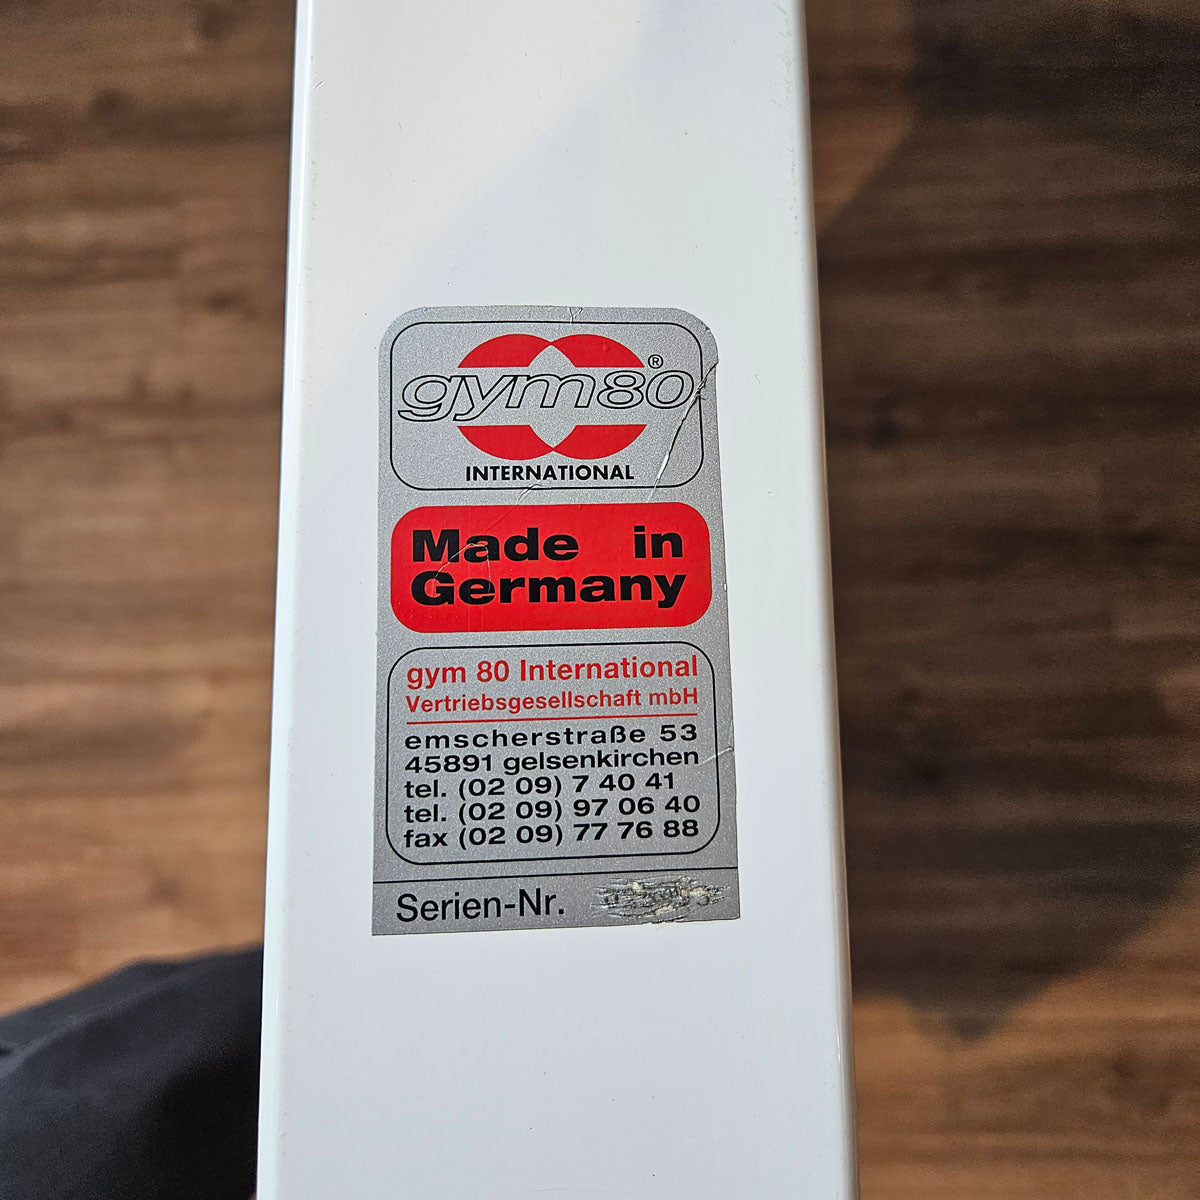 gym80®
INTERNATIONAL
Made in
Germany
gym 80 International
Vertriebsgesellschaft mbH
emscherstraße 53
45891 gelsenkirchen
tel. (02 09) 7 40 41
tel. (02 09) 97 06 40
fax (02 09) 77 76 88
Serien-Nr.